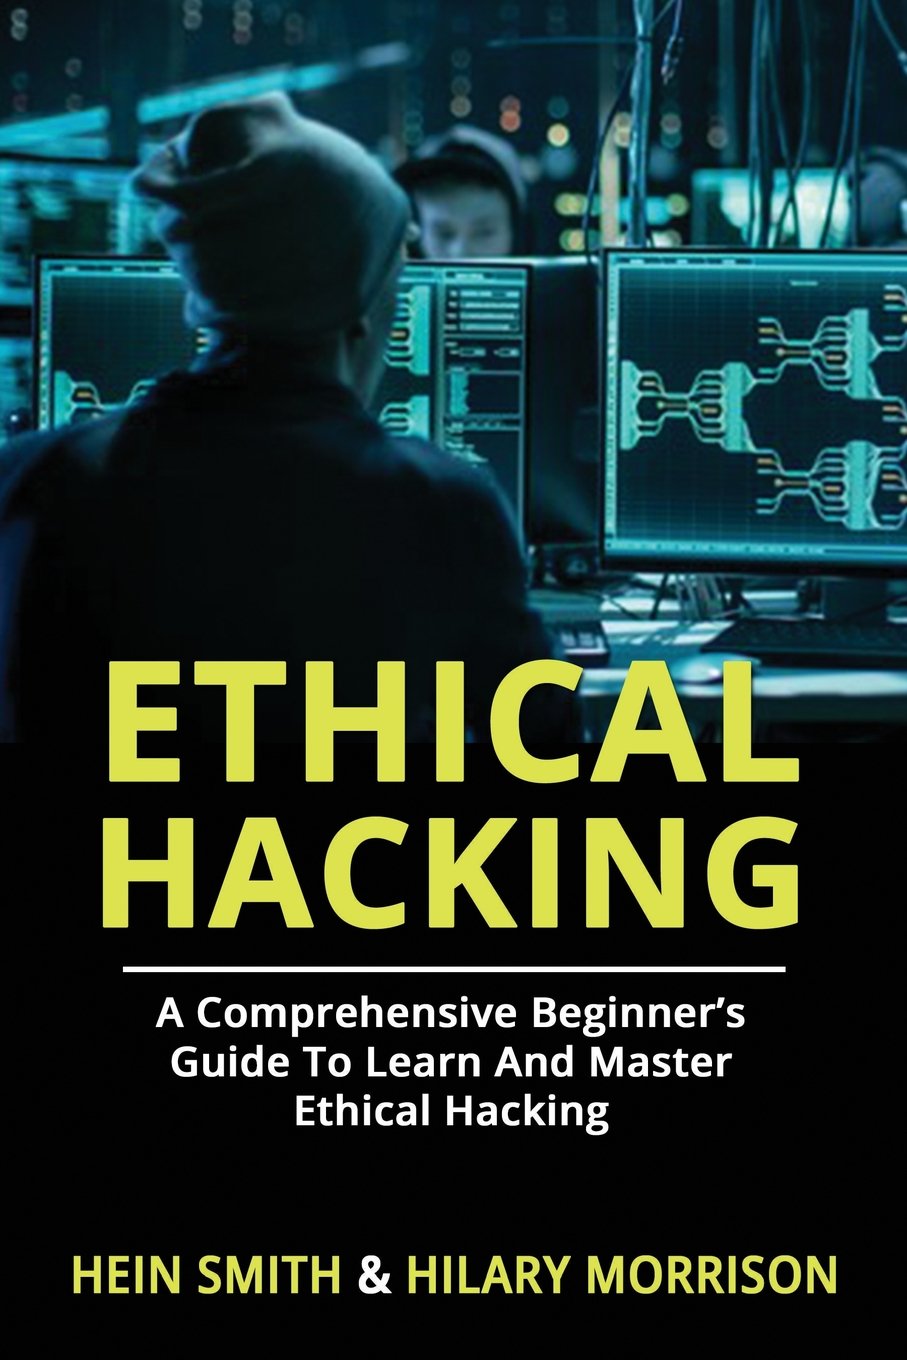 ETHICAL
HACKING
A Comprehensive Beginner’s
Guide To Learn And Master
Ethical Hacking
HEIN SMITH & HILARY MORRISON